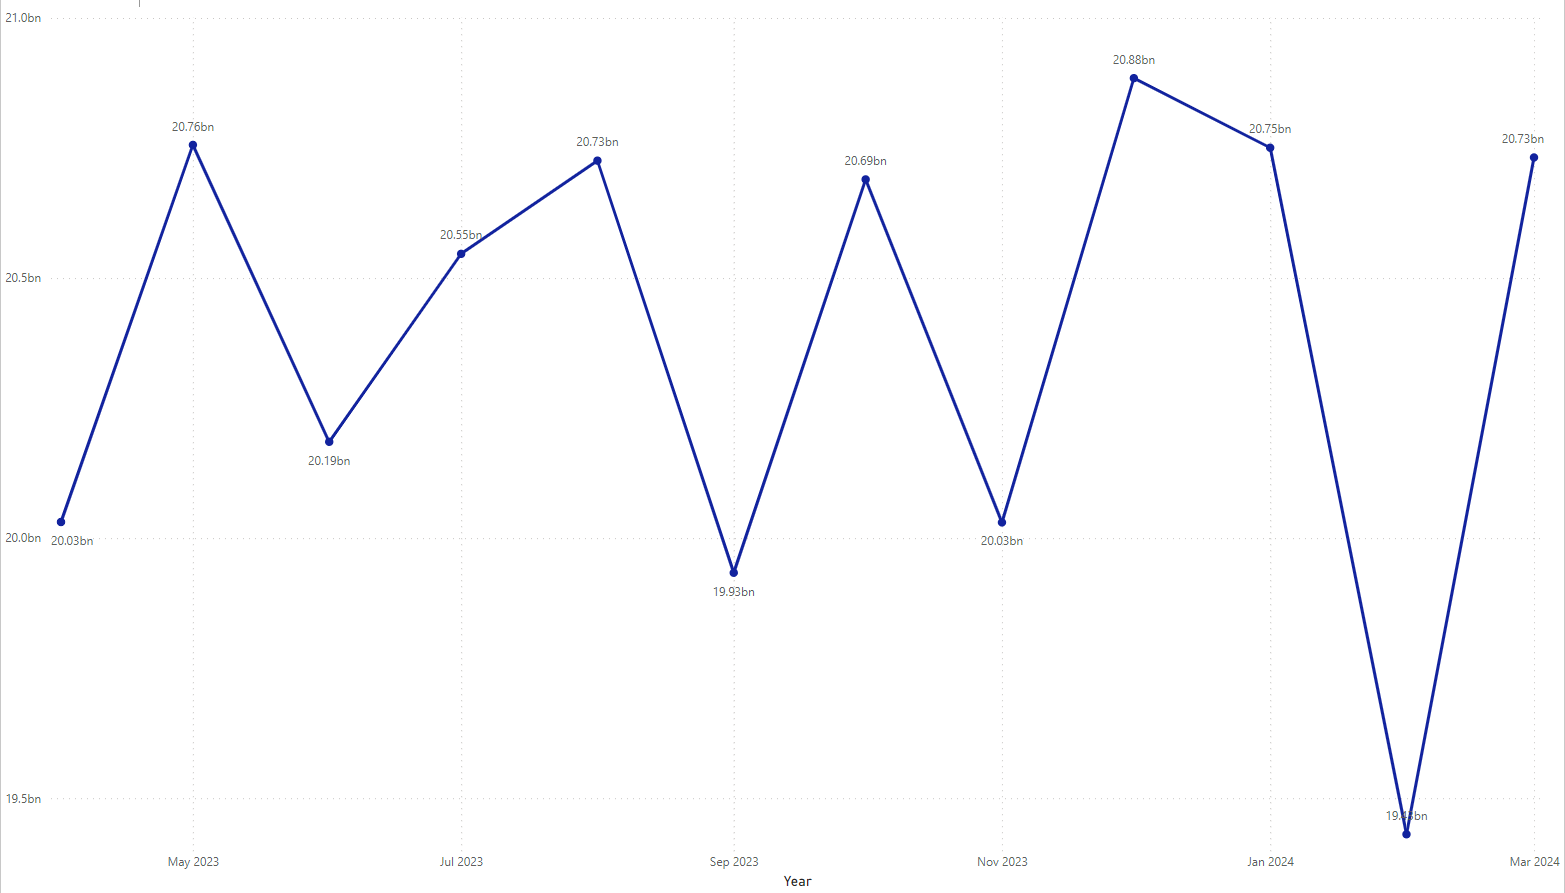 21.0bn
20.88bn
20.76bn
20.75bn
20.73bn
20.73bn
20.69bn
20.55bn
20.5bn
20.19bn
20.0bn
20.03bn
20.03bn
19.93bn
19.5bn
19.43bn
May 2023
Jul 2023
Sep 2023
Nov 2023
Jan 2024
Mar 2024
Year